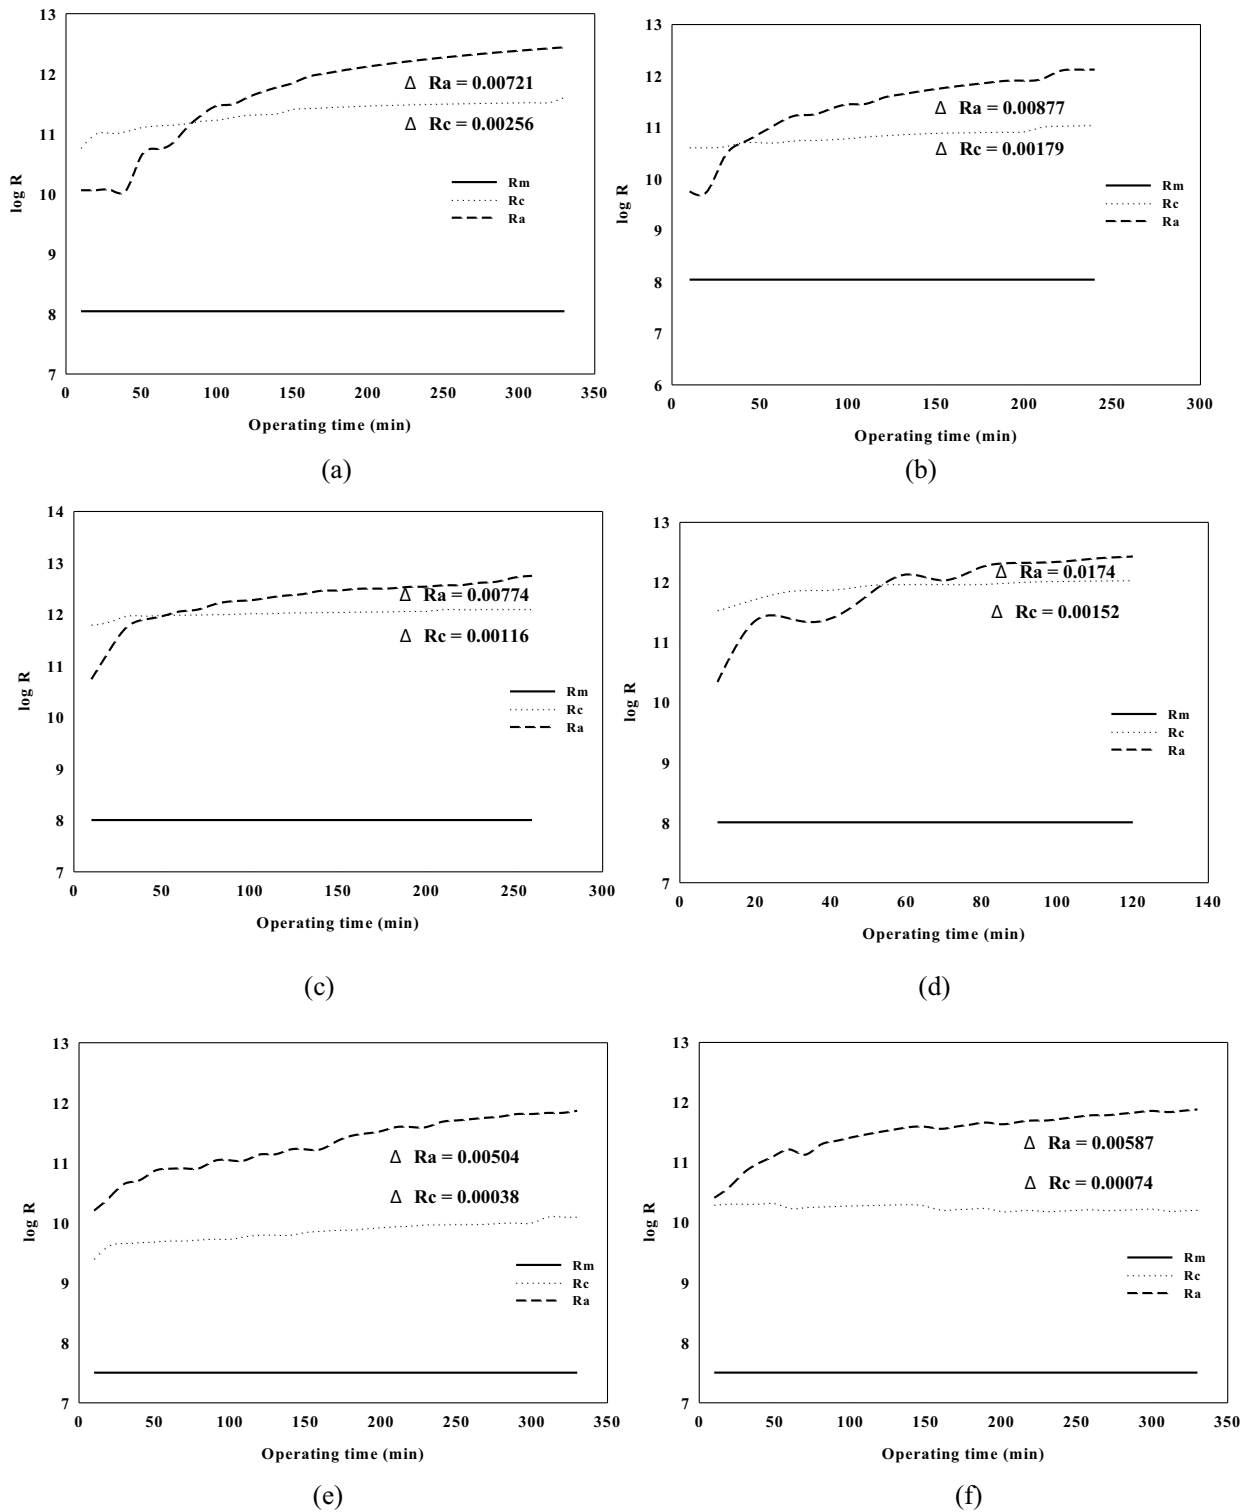 13
12
11
10
9
8
7
log R
Δ Ra = 0.00721
Δ Rc = 0.00256
Rm
Rc
Ra
0 50 100 150 200 250 300 350
Operating time (min)
(a)
13
12
11
10
9
8
7
6
log R
Δ Ra = 0.00877
Δ Rc = 0.00179
Rm
Rc
Ra
0 50 100 150 200 250 300
Operating time (min)
(b)
14
13
12
11
10
9
8
7
log R
Δ Ra = 0.00774
Δ Rc = 0.00116
Rm
Rc
Ra
0 50 100 150 200 250 300
Operating time (min)
(c)
13
12
11
10
9
8
7
log R
Δ Ra = 0.0174
Δ Rc = 0.00152
Rm
Rc
Ra
0 20 40 60 80 100 120 140
Operating time (min)
(d)
13
12
11
10
9
8
7
log R
Δ Ra = 0.00504
Δ Rc = 0.00038
Rm
Rc
Ra
0 50 100 150 200 250 300 350
Operating time (min)
(e)
13
12
11
10
9
8
7
log R
Δ Ra = 0.00587
Δ Rc = 0.00074
Rm
Rc
Ra
0 50 100 150 200 250 300 350
Operating time (min)
(f)